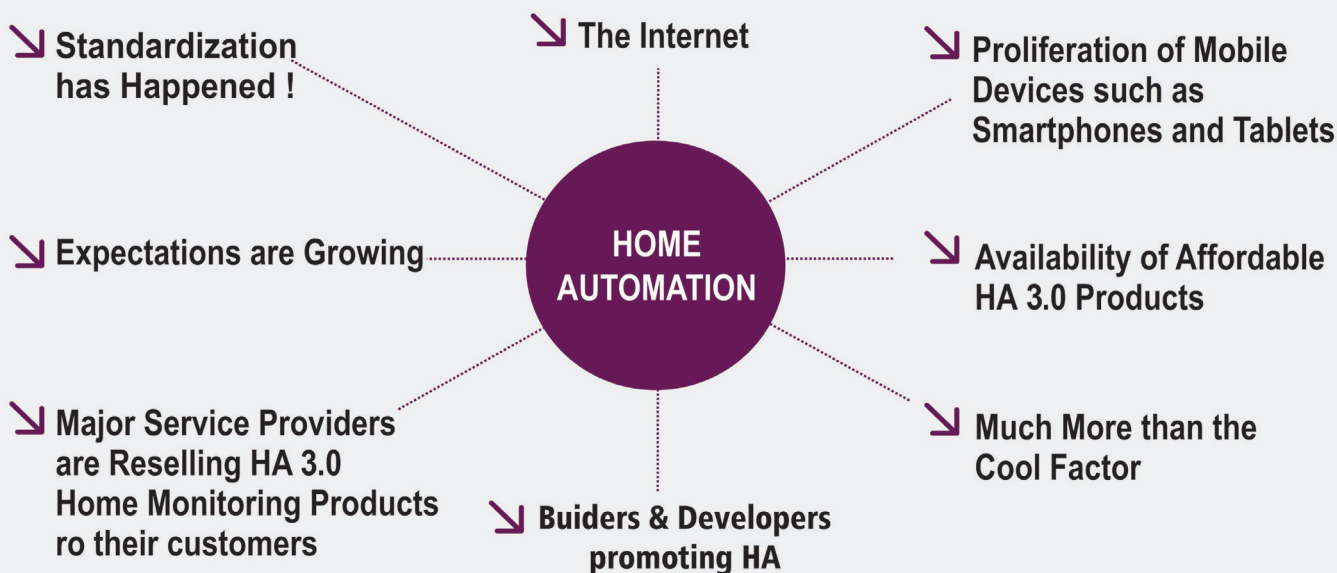 Standardization
has Happened !
The Internet
Proliferation of Mobile
Devices such as
Smartphones and Tablets
Expectations are Growing
HOME
AUTOMATION
Availability of Affordable
HA 3.0 Products
Major Service Providers
are Reselling HA 3.0
Home Monitoring Products
ro their customers
Buiders & Developers
promoting HA
Much More than the
Cool Factor